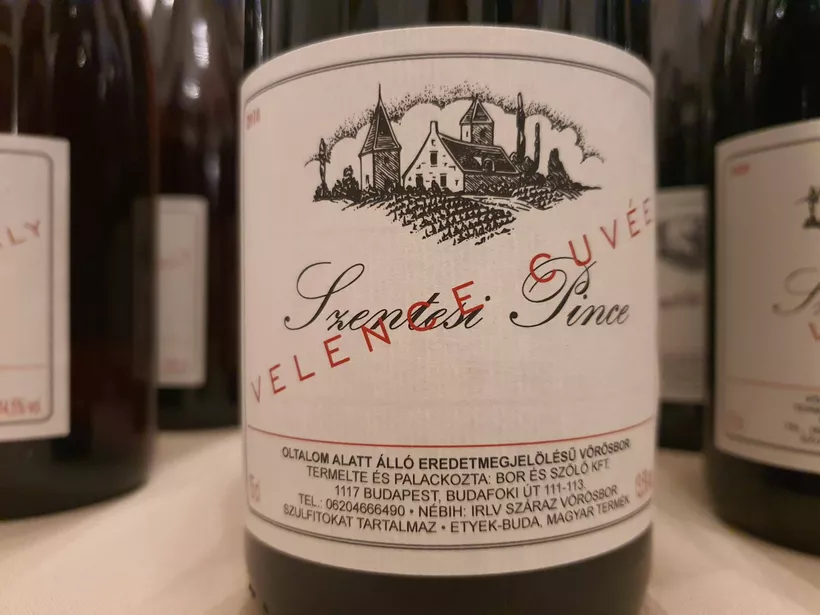 VELENCE CUVÉE
Szentesi Pince
OLTALOM ALATT ÁLLÓ EREDETMEGJELÖLÉSŰ VÖRÖSBOR
TERMELTE ÉS PALACKOZTA: BOR ÉS SZŐLŐ KFT.
1117 BUDAPEST, BUDAFOKI ÚT 111-113.
TEL.: 06204666490 • NÉBIH: IRLV SZÁRAZ VÖRÖSBOR
SZULFITOKAT TARTALMAZ • ETYEK-BUDA, MAGYAR TERMÉK